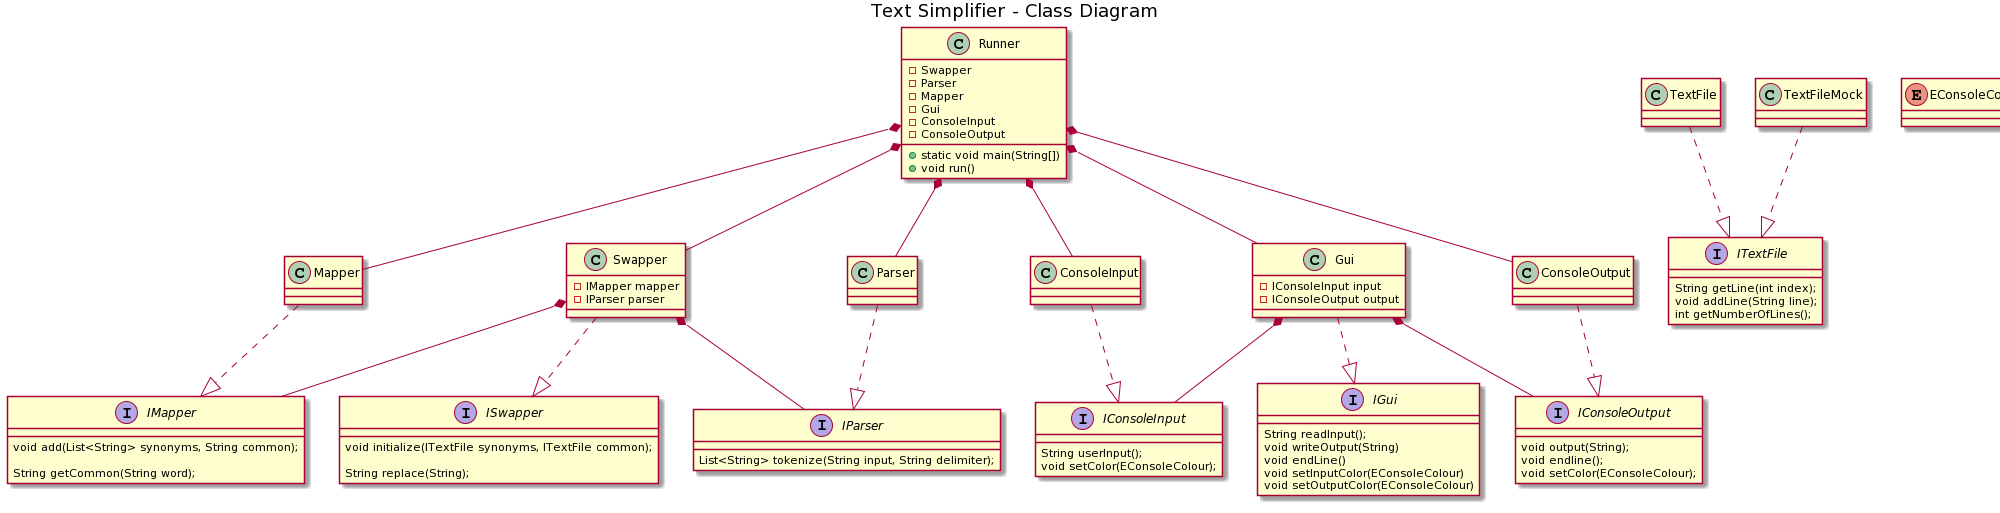 Text Simplifier - Class Diagram
C Runner
Swapper
Parser
Mapper
Gui
ConsoleInput
ConsoleOutput
static void main(String[])
void run()
C TextFile
C TextFileMock
E EConsoleCo
C Mapper
C Swapper
IMapper mapper
IParser parser
C Parser
C ConsoleInput
C Gui
IConsoleInput input
IConsoleOutput output
C ConsoleOutput
I ITextFile
String getLine(int index);
void addLine(String line);
int getNumberOfLines();
I IMapper
void add(List<String> synonyms, String common);
String getCommon(String word);
I ISwapper
void initialize(ITextFile synonyms, ITextFile common);
String replace(String);
I IParser
List<String> tokenize(String input, String delimiter);
I IConsoleInput
String userInput();
void setColor(EConsoleColour);
I IGui
String readInput();
void writeOutput(String)
void endLine()
void setInputColor(EConsoleColour)
void setOutputColor(EConsoleColour)
I IConsoleOutput
void output(String);
void endline();
void setColor(EConsoleColour);